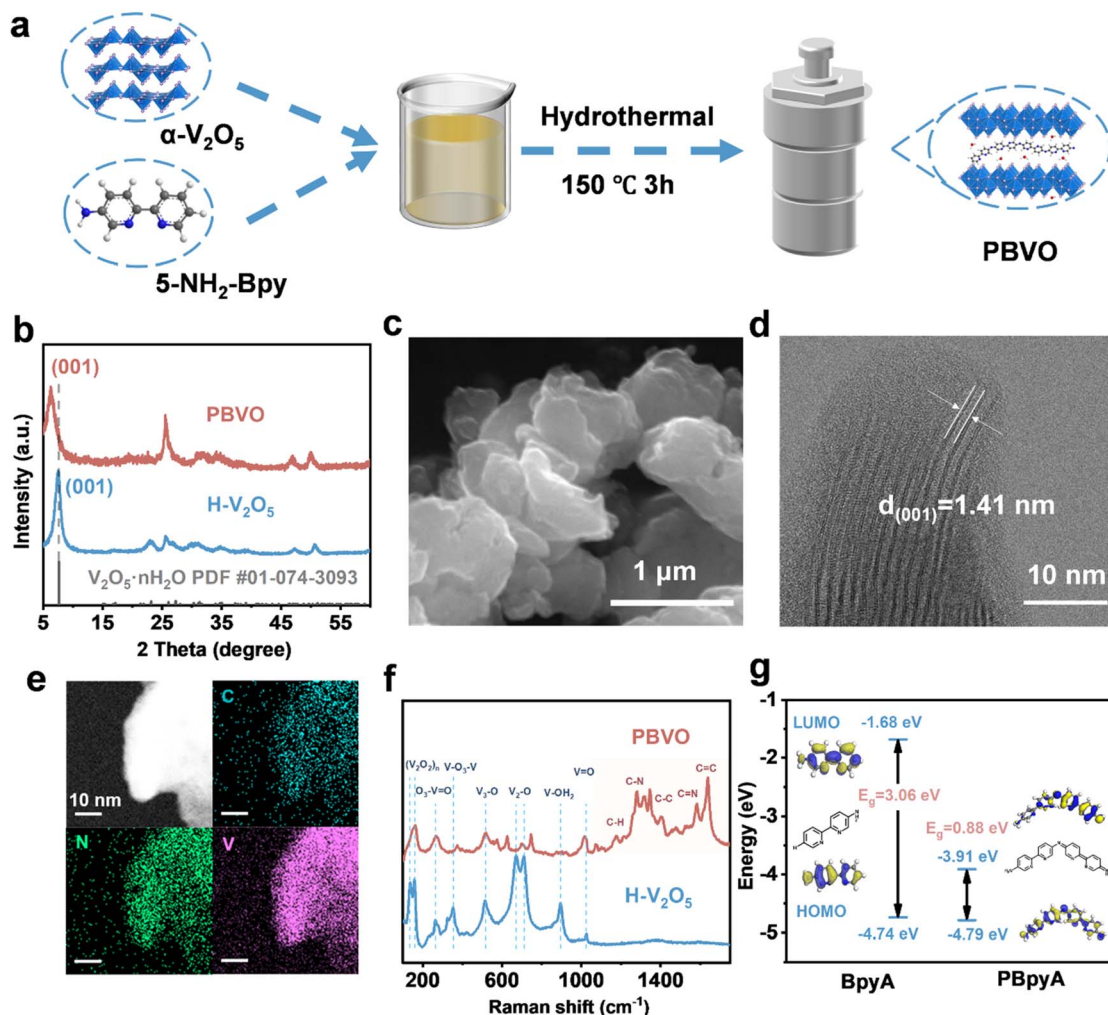 a
α-V₂O₅
5-NH₂-Bpy
Hydrothermal
150 ℃ 3h
PBVO
b
(001)
PBVO
(001)
H-V₂O₅
V₂O₅·nH₂O PDF #01-074-3093
Intensity (a.u.)
5 15 25 35 45 55
2 Theta (degree)
c
1 μm
d
d(001)=1.41 nm
10 nm
e
10 nm
C
N
V
f
PBVO
(V₂O₂)n
V-O₃-V
O₃-V=O
V₃-O
V₂-O
V-OH₂
V=O
C-H
C-N
C-C
C=N
C=C
H-V₂O₅
200 600 1000 1400
Raman shift (cm⁻¹)
g
-1
-2
-3
-4
-5
Energy (eV)
LUMO
-1.68 eV
Eg=3.06 eV
HOMO
-4.74 eV
Eg=0.88 eV
-3.91 eV
-4.79 eV
BpyA
PBpyA